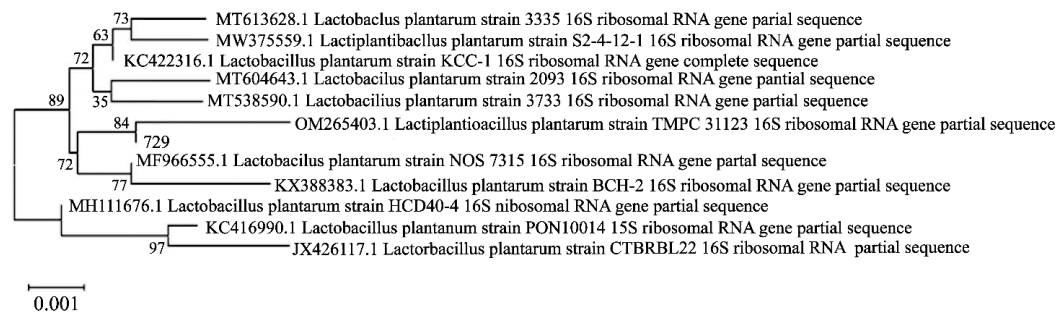 73 MT613628.1 Lactobaclus plantarum strain 3335 16S ribosomal RNA gene parial sequence
63 MW375559.1 Lactiplantibacllus plantarum strain S2-4-12-1 16S ribosomal RNA gene partial sequence
72 KC422316.1 Lactobacillus plantarum strain KCC-1 16S ribosomal RNA gene complete sequence
MT604643.1 Lactobacilus plantarum strain 2093 16S ribosomal RNA gene pantial sequence
89 35 MT538590.1 Lactobacilius plantarum strain 3733 16S ribosomal RNA gene partial sequence
84 OM265403.1 Lactiplantioacillus plantarum strain TMPC 31123 16S ribosomal RNA gene partial sequence
729
72 MF966555.1 Lactobacilus plantarum strain NOS 7315 16S ribosomal RNA gene partal sequence
77 KX388383.1 Lactobacillus plantarum strain BCH-2 16S ribosomal RNA gene partial sequence
MH111676.1 Lactobacillus plantarum strain HCD40-4 16S nibosomal RNA gene partial sequence
KC416990.1 Lactobacillus plantanum strain PON10014 15S ribosomal RNA gene partial sequence
97 JX426117.1 Lactorbacillus plantarum strain CTBRBL22 16S ribosomal RNA partial sequence
0.001